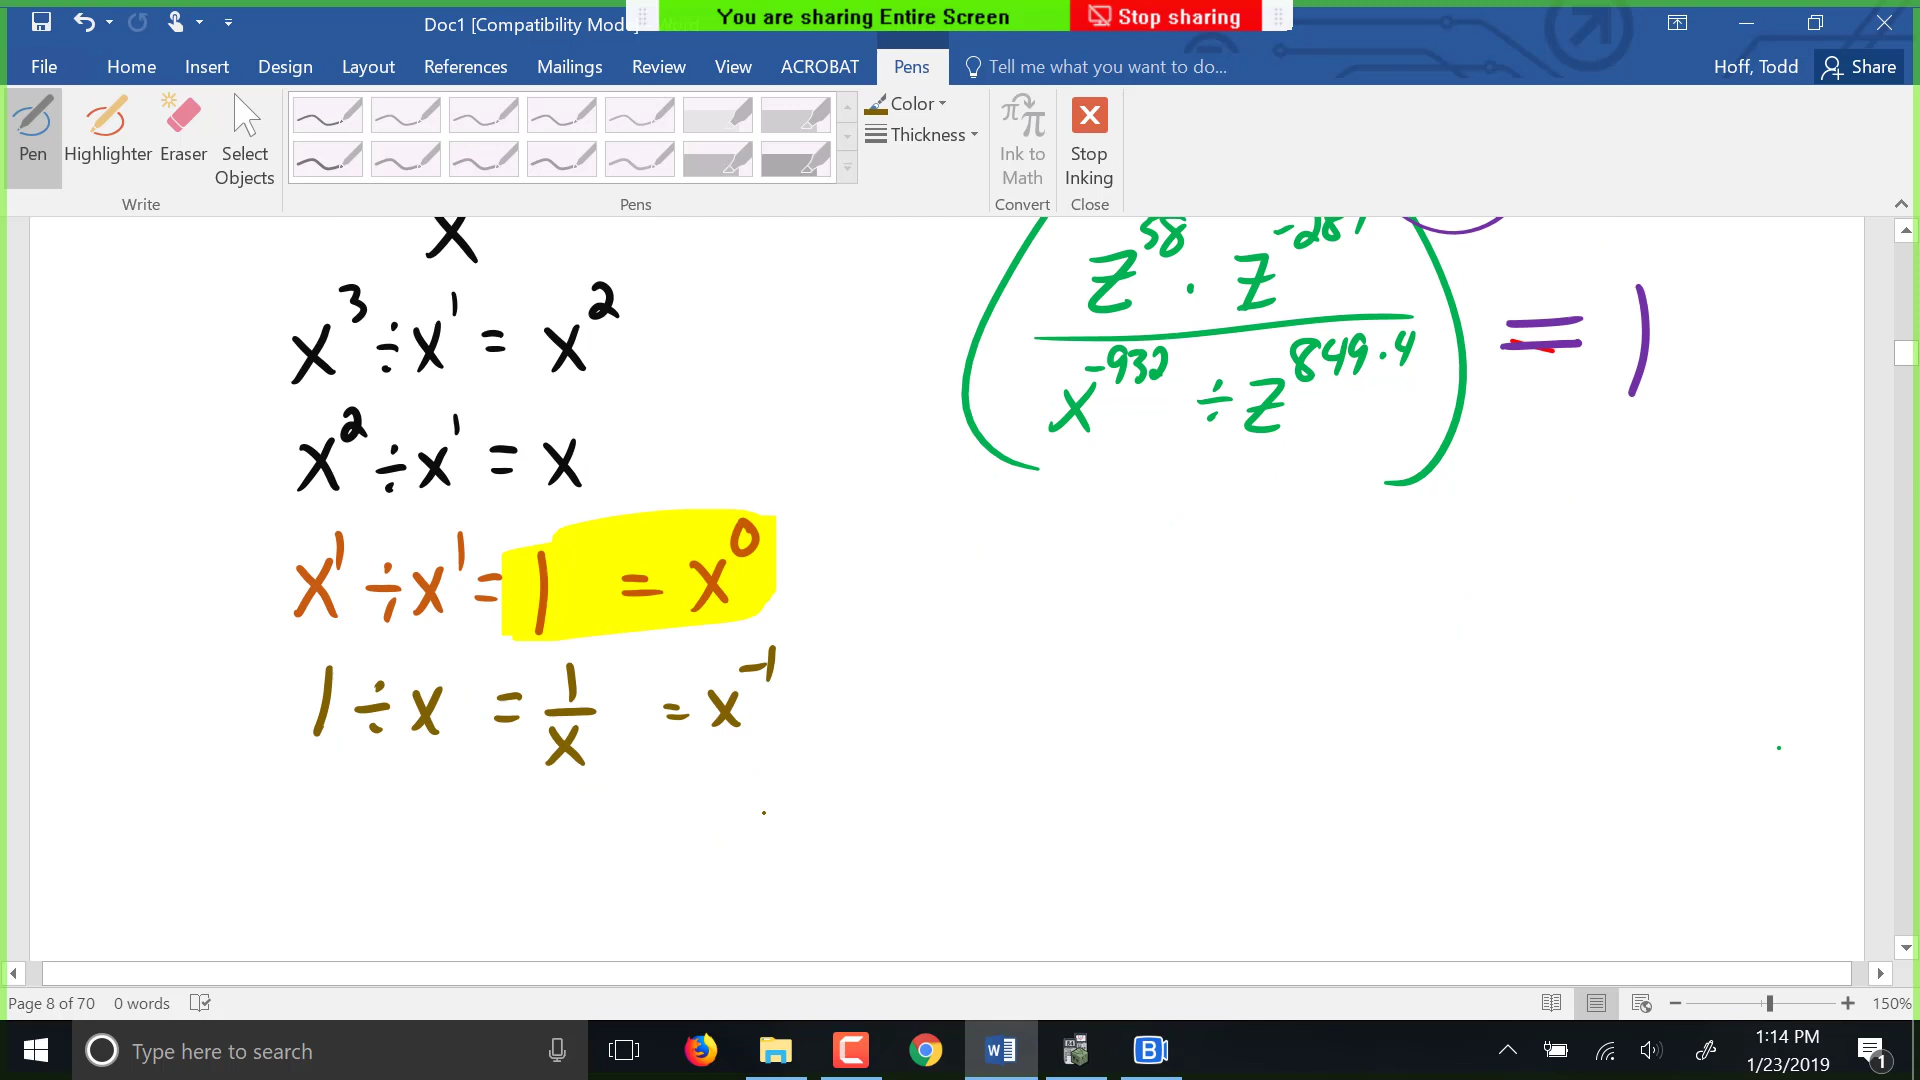 Doc1 [Compatibility Mod
You are sharing Entire Screen
Stop sharing
File Home Insert Design Layout References Mailings Review View ACROBAT Pens Tell me what you want to do... Hoff, Todd Share
Pen Highlighter Eraser Select Objects
Color
Thickness
Ink to Math
Stop Inking
Write Pens Convert Close
x
x³ ÷ x¹ = x²
x² ÷ x¹ = x
x¹ ÷ x¹ = 1 = x⁰
1 ÷ x = 1/x = x⁻¹
z⁵⁸ · z
x⁻⁹³² ÷ z⁸⁴⁹·⁴
= 1
Page 8 of 70 0 words 150%
Type here to search
1:14 PM
1/23/2019
1